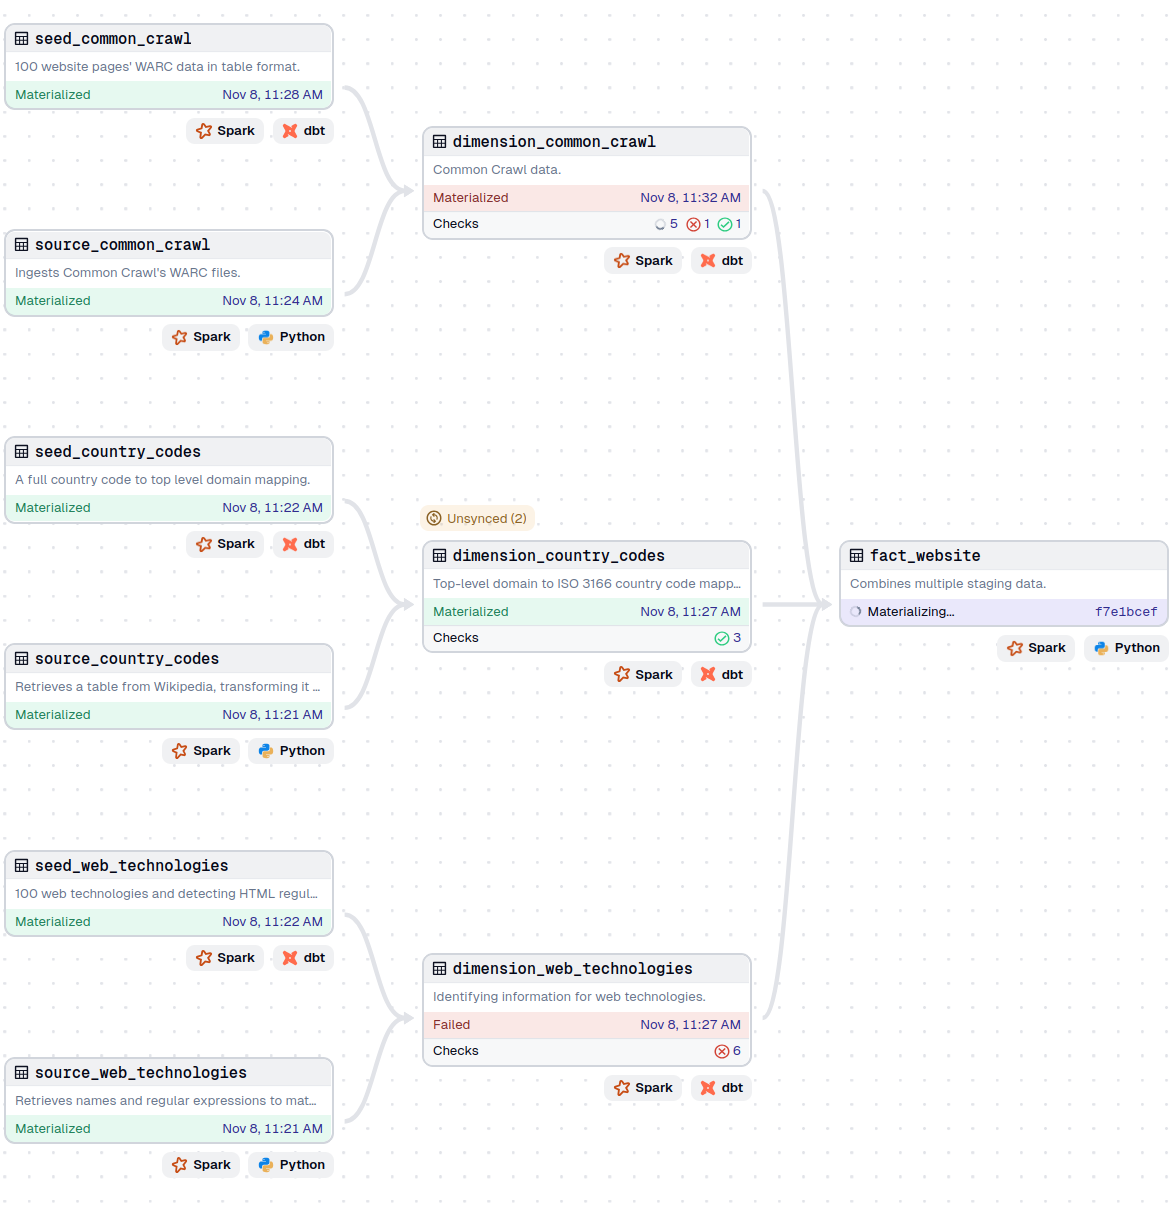 seed_common_crawl
100 website pages' WARC data in table format.
Materialized Nov 8, 11:28 AM
Spark dbt
source_common_crawl
Ingests Common Crawl's WARC files.
Materialized Nov 8, 11:24 AM
Spark Python
seed_country_codes
A full country code to top level domain mapping.
Materialized Nov 8, 11:22 AM
Spark dbt
source_country_codes
Retrieves a table from Wikipedia, transforming it ...
Materialized Nov 8, 11:21 AM
Spark Python
seed_web_technologies
100 web technologies and detecting HTML regul...
Materialized Nov 8, 11:22 AM
Spark dbt
source_web_technologies
Retrieves names and regular expressions to mat...
Materialized Nov 8, 11:21 AM
Spark Python
dimension_common_crawl
Common Crawl data.
Materialized Nov 8, 11:32 AM
Checks 5 1 1
Spark dbt
Unsynced (2)
dimension_country_codes
Top-level domain to ISO 3166 country code mapp...
Materialized Nov 8, 11:27 AM
Checks 3
Spark dbt
dimension_web_technologies
Identifying information for web technologies.
Failed Nov 8, 11:27 AM
Checks 6
Spark dbt
fact_website
Combines multiple staging data.
Materializing... f7e1bcef
Spark Python